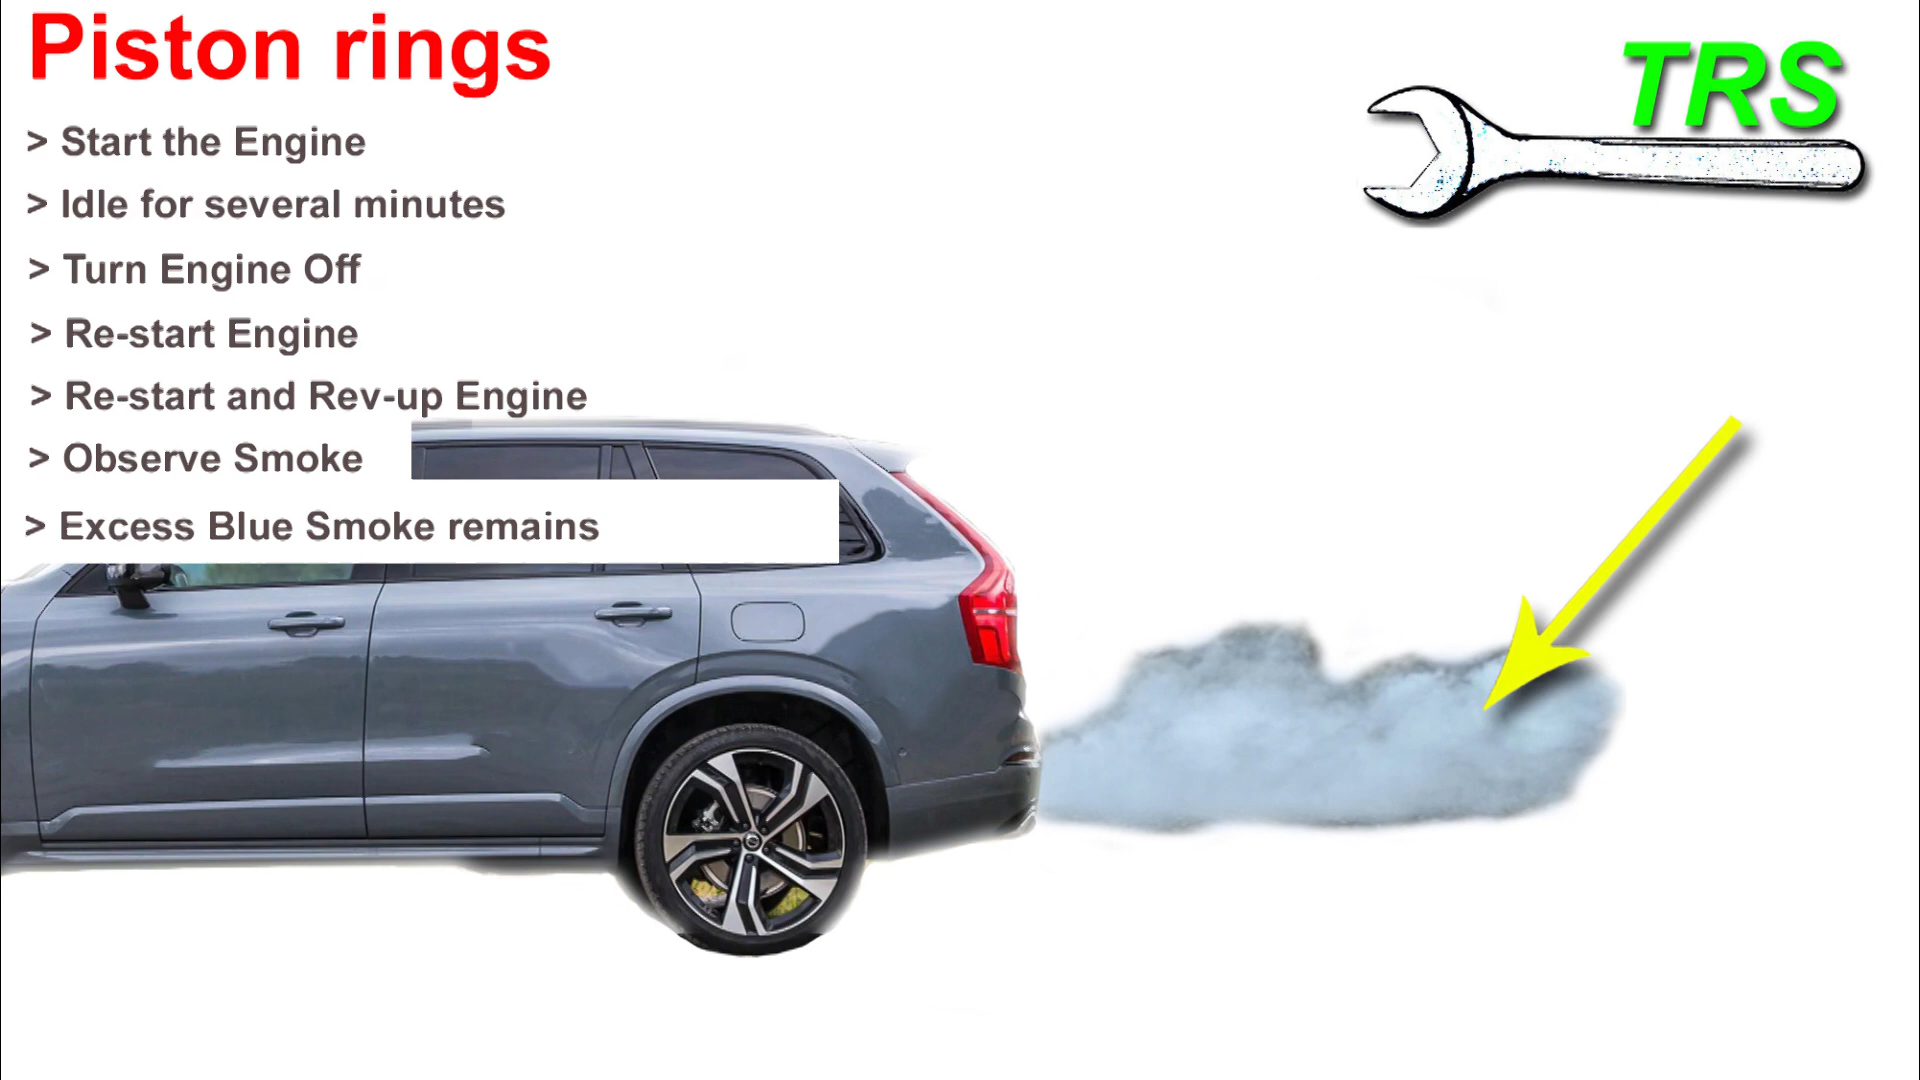 Piston rings
TRS
> Start the Engine
> Idle for several minutes
> Turn Engine Off
> Re-start Engine
> Re-start and Rev-up Engine
> Observe Smoke
> Excess Blue Smoke remains